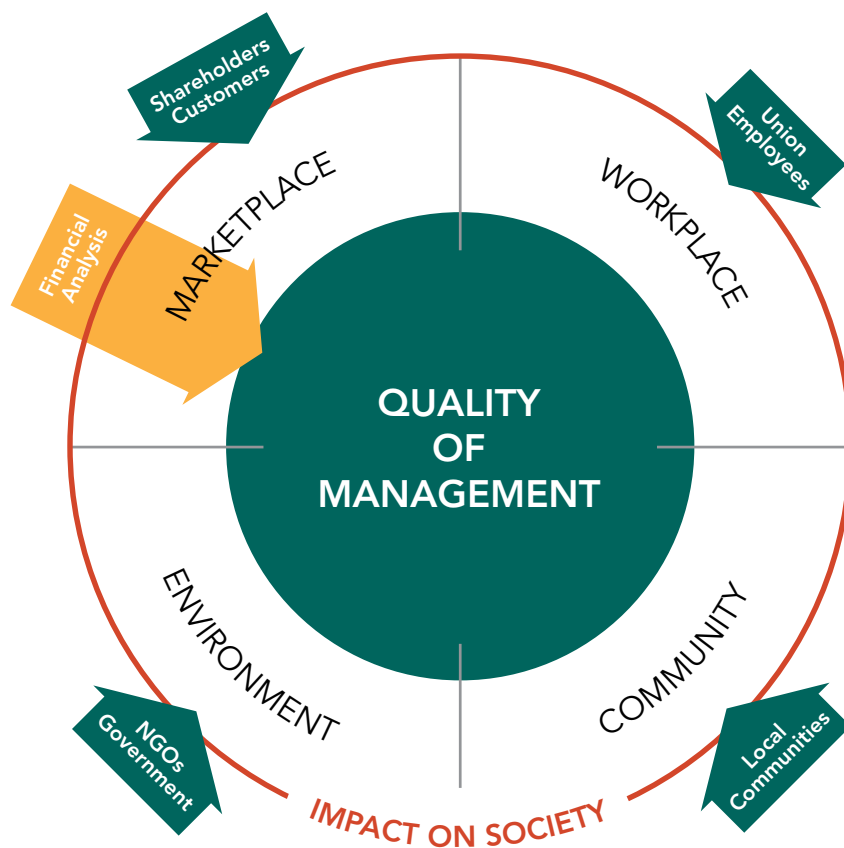 Shareholders
Customers
Union
Employees
Financial
Analysis
MARKETPLACE
WORKPLACE
QUALITY
OF
MANAGEMENT
ENVIRONMENT
COMMUNITY
NGOs
Government
Local
Communities
IMPACT ON SOCIETY